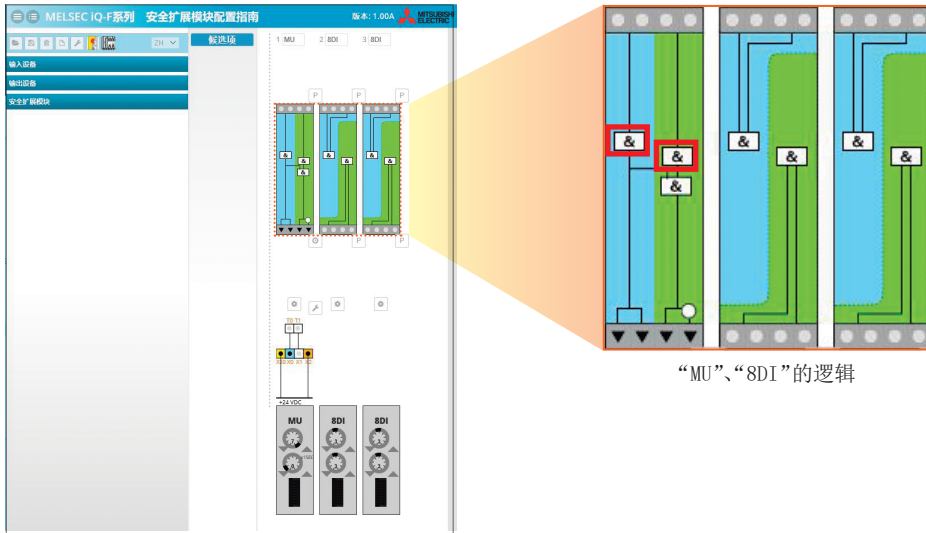 MELSEC iQ-F系列 安全扩展模块配置指南
版本: 1.00A
MITSUBISHI
ELECTRIC
ZH
候选项
输入设备
输出设备
安全扩展模块
1 MU
2 8DI
3 8DI
P P P
& & & & & & &
P P
T0 T1
X0 X1 X2
+24 VDC
MU 8DI 8DI
& & & & & & &
“MU”、“8DI”的逻辑